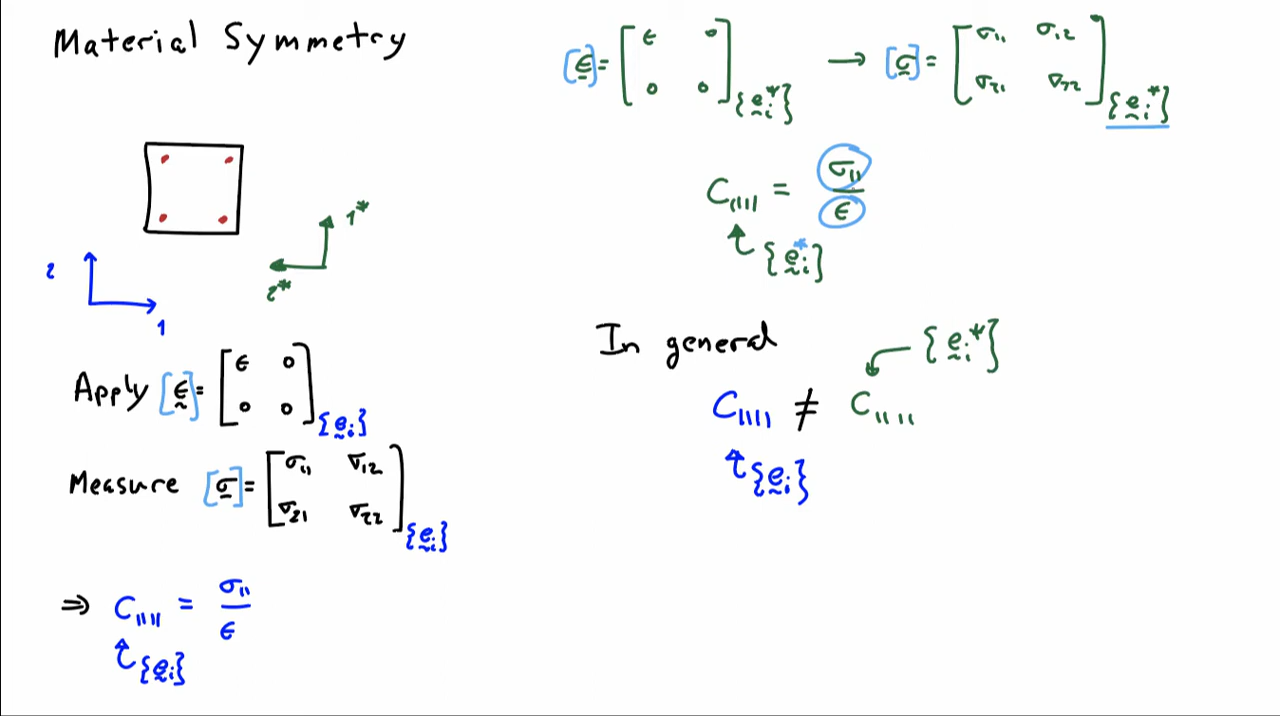 Material Symmetry
2
1
1*
2*
Apply [ε] = [ε 0
0 0]{e_i}
Measure [σ] = [σ₁₁ σ₁₂
σ₂₁ σ₂₂]{e_i}
⇒ C₁₁₁₁ = σ₁₁/ε
{e_i}
[ε] = [ε 0
0 0]{e_i*} → [σ] = [σ₁₁ σ₁₂
σ₂₁ σ₂₂]{e_i*}
C₁₁₁₁ = σ₁₁/ε
{e_i*}
In general
{e_i*}
C₁₁₁₁ ≠ C₁₁₁₁
{e_i}